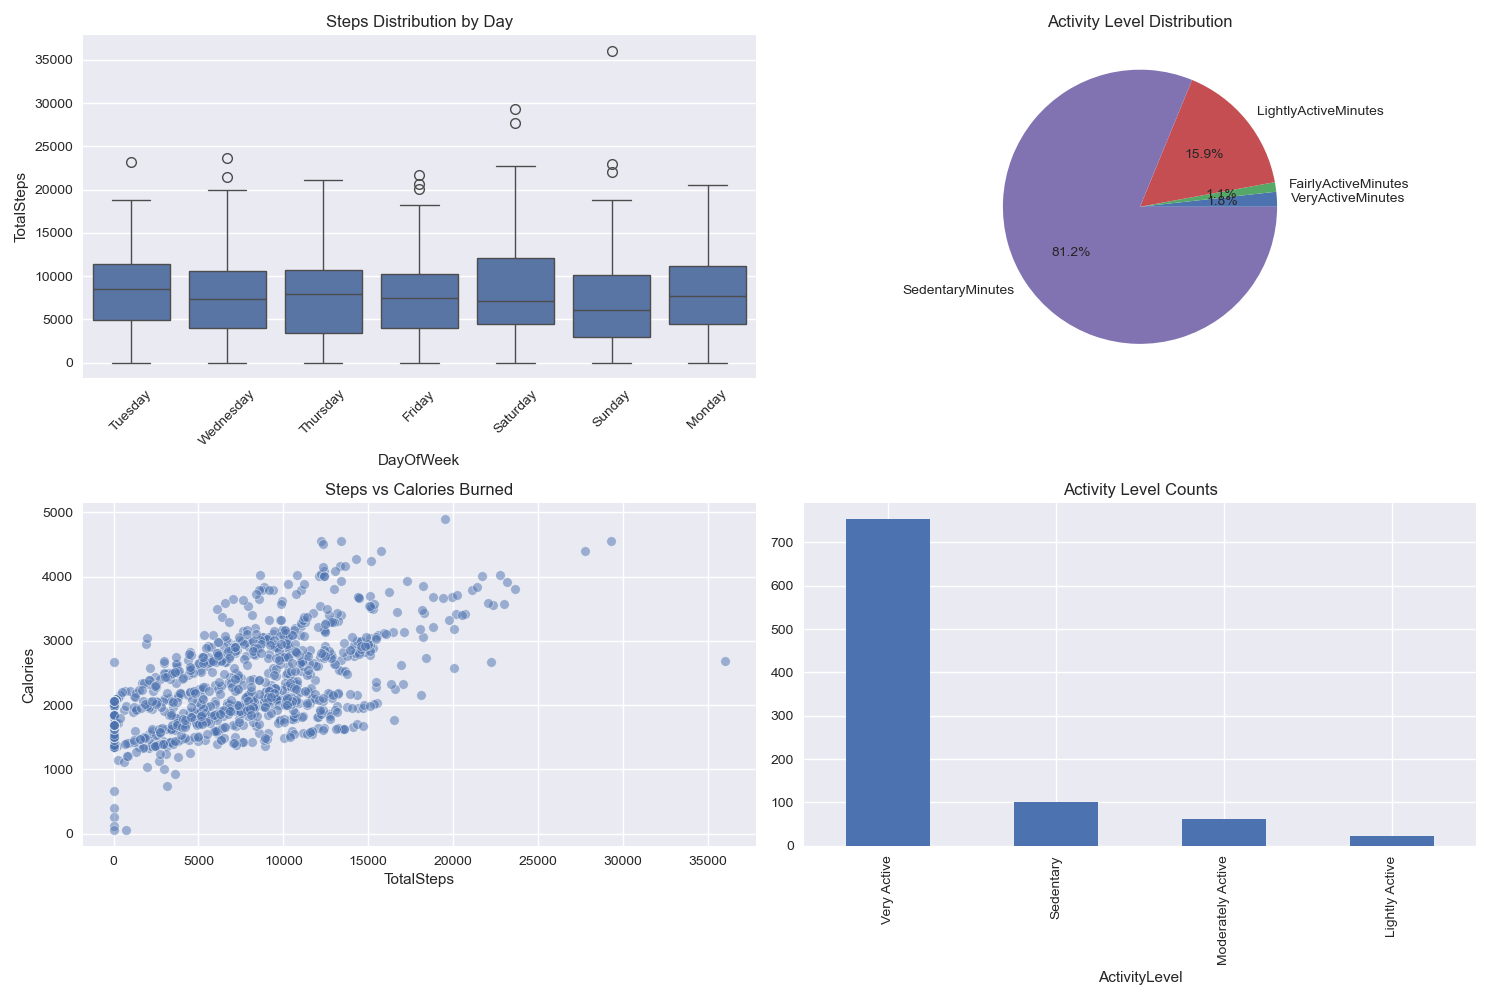 Steps Distribution by Day
35000
30000
25000
20000
15000
10000
5000
0
TotalSteps
Tuesday
Wednesday
Thursday
Friday
Saturday
Sunday
Monday
DayOfWeek
Activity Level Distribution
LightlyActiveMinutes
15.9%
FairlyActiveMinutes
1.1%
VeryActiveMinutes
1.8%
81.2%
SedentaryMinutes
Steps vs Calories Burned
5000
4000
3000
2000
1000
0
Calories
0
5000
10000
15000
20000
25000
30000
35000
TotalSteps
Activity Level Counts
700
600
500
400
300
200
100
0
Very Active
Sedentary
Moderately Active
Lightly Active
ActivityLevel